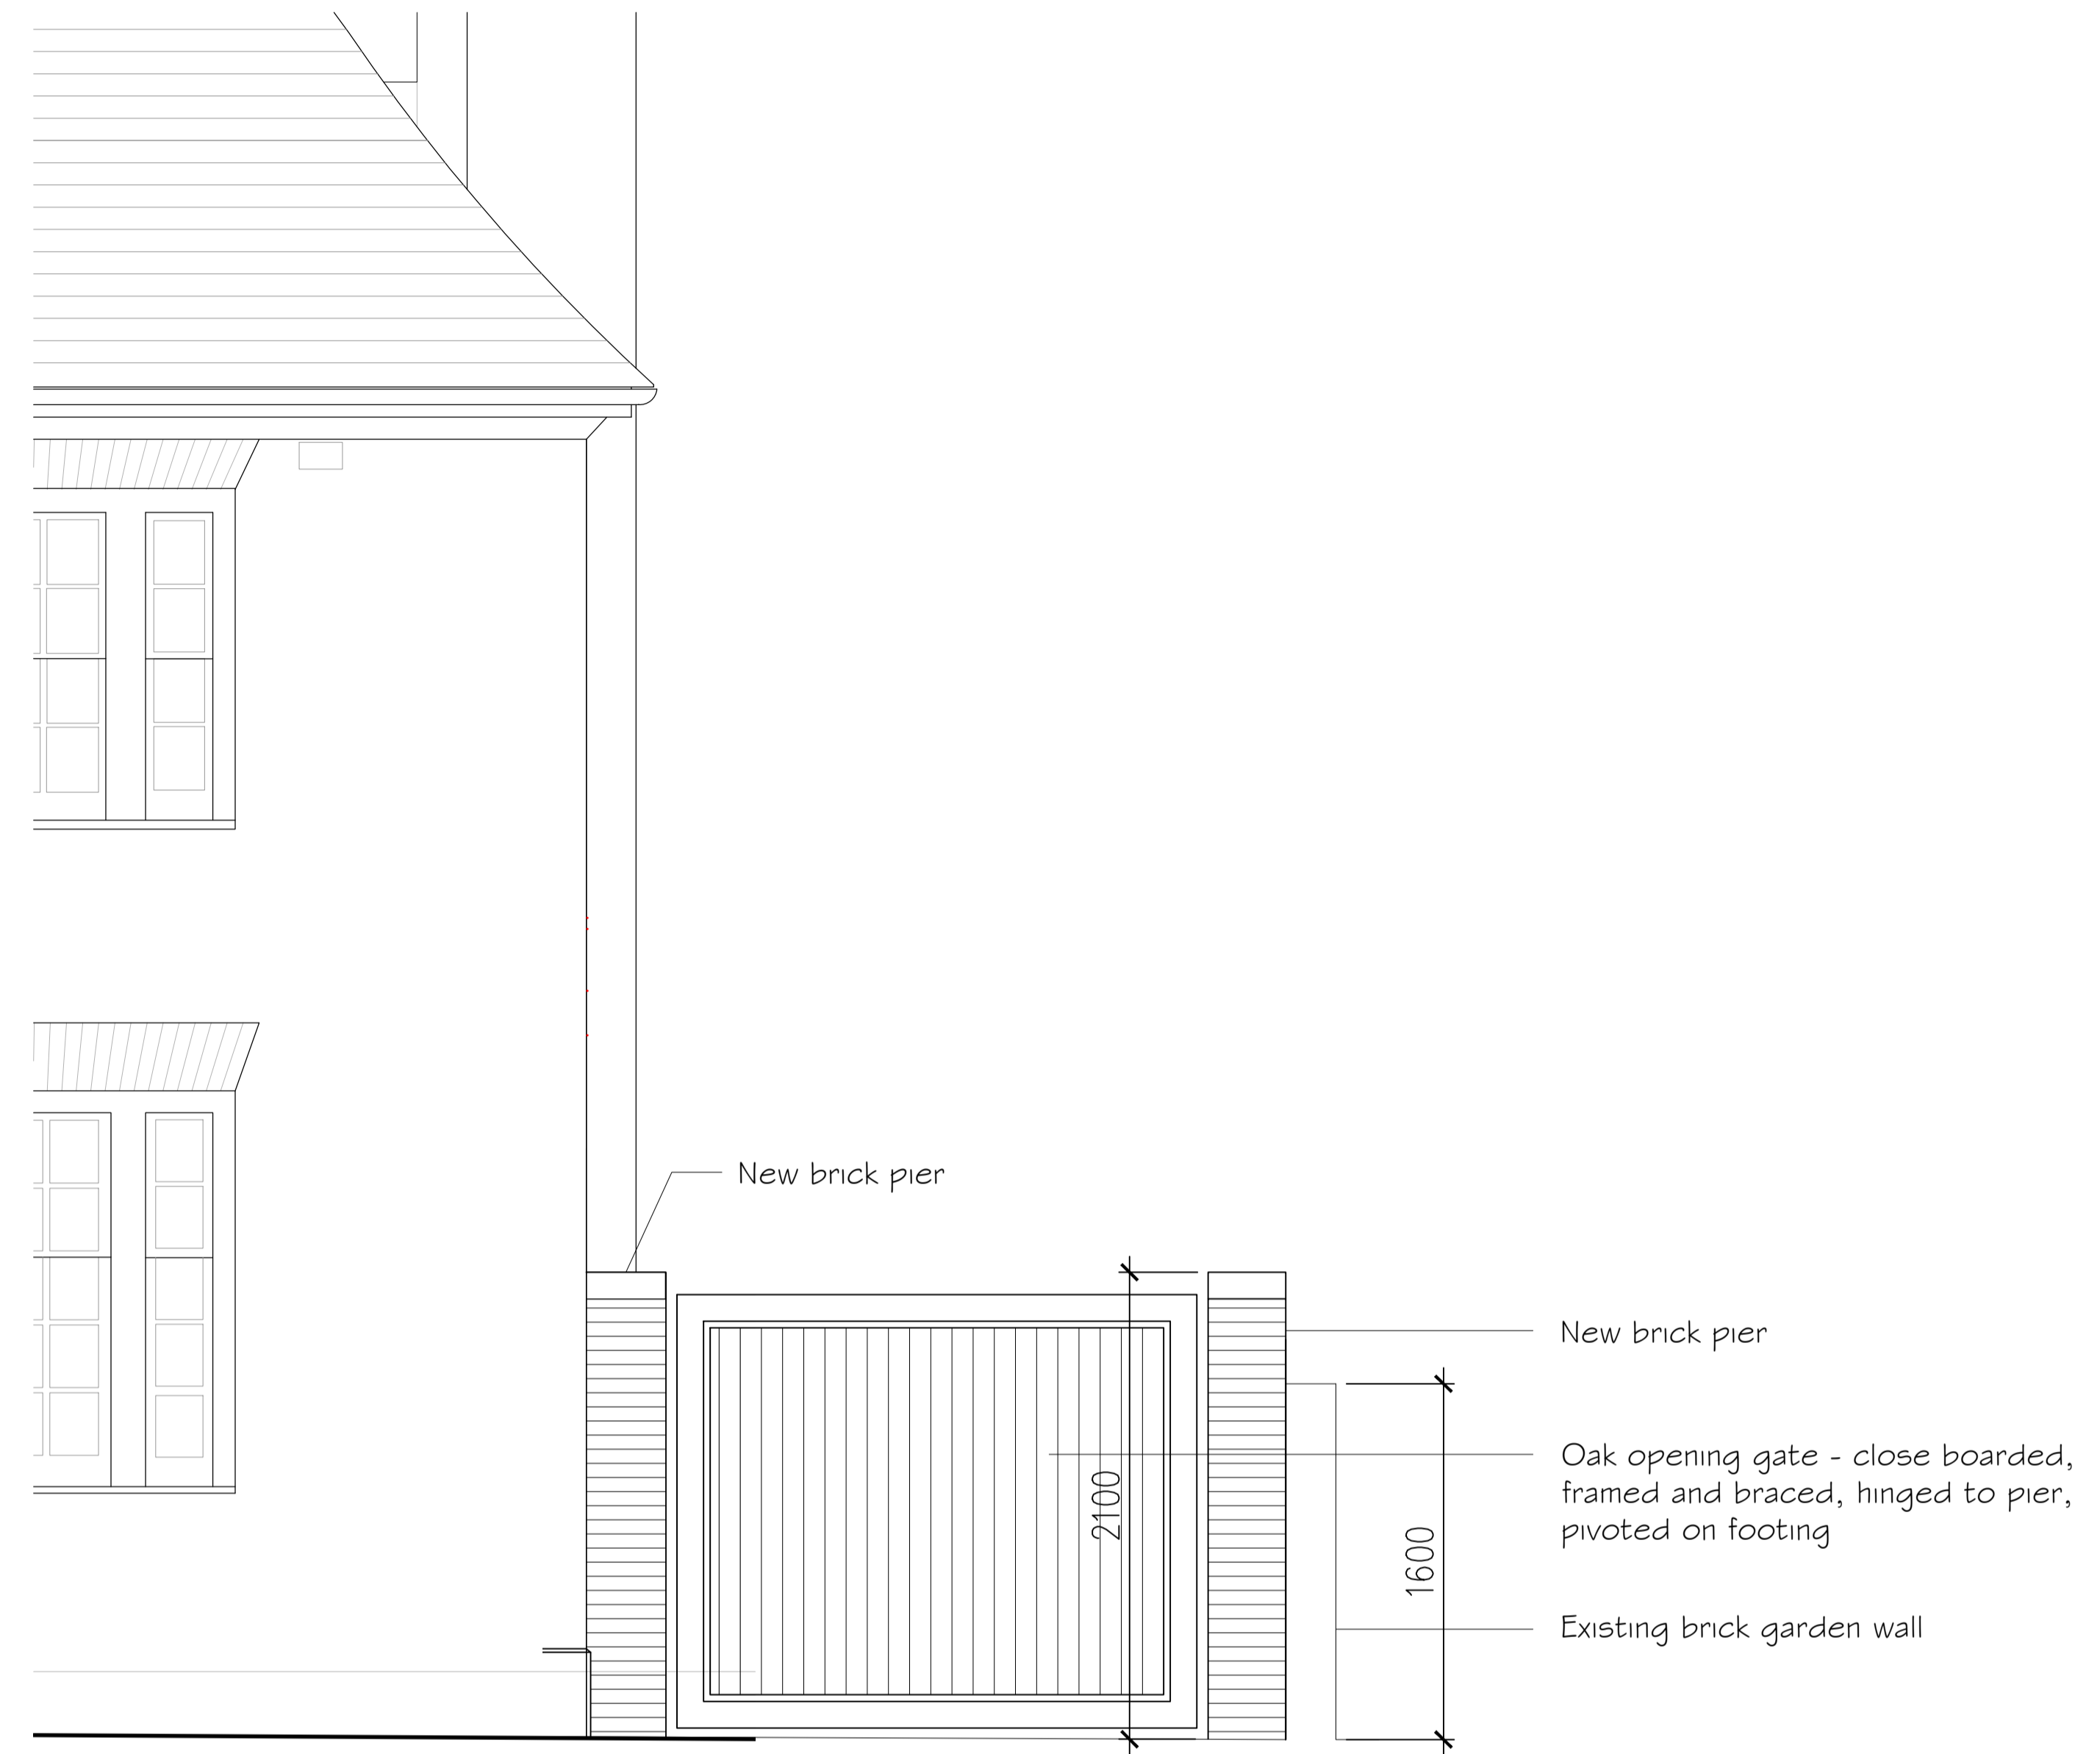 New brick pier
New brick pier
Oak opening gate - close boarded,
framed and braced, hinged to pier,
pivoted on footing
2100
1600
Existing brick garden wall